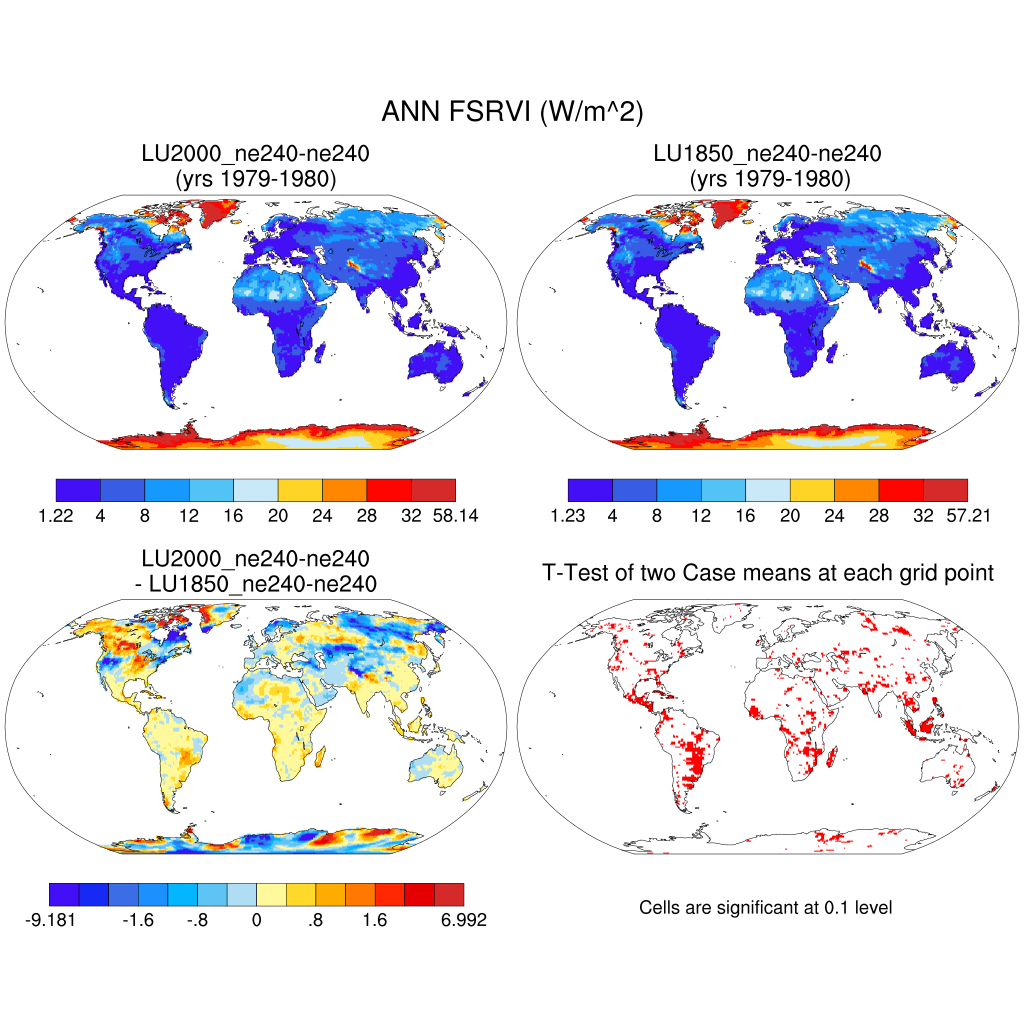 ANN FSRVI (W/m^2)
LU2000_ne240-ne240
(yrs 1979-1980)
LU1850_ne240-ne240
(yrs 1979-1980)
1.22 4 8 12 16 20 24 28 32 58.14
1.23 4 8 12 16 20 24 28 32 57.21
LU2000_ne240-ne240
- LU1850_ne240-ne240
T-Test of two Case means at each grid point
-9.181 -1.6 -.8 0 .8 1.6 6.992
Cells are significant at 0.1 level